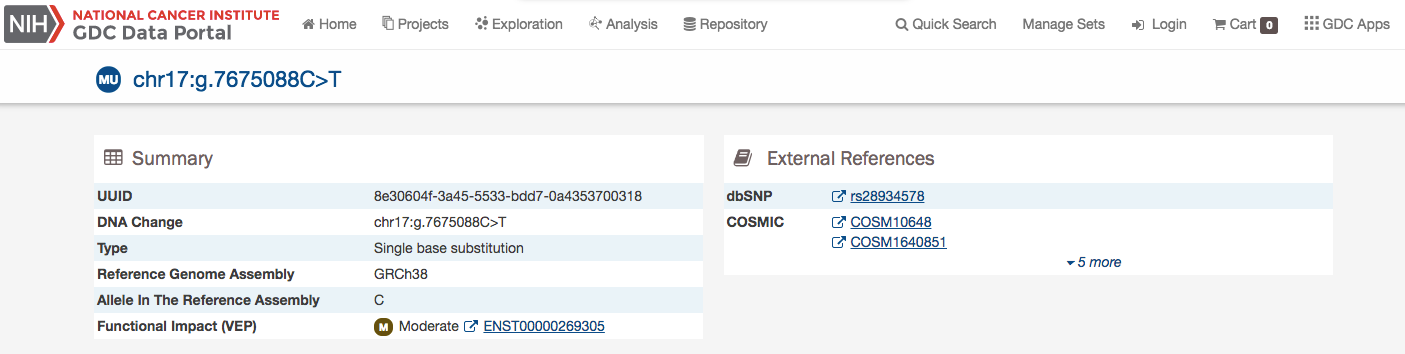 NIH NATIONAL CANCER INSTITUTE
GDC Data Portal
Home Projects Exploration Analysis Repository Quick Search Manage Sets Login Cart 0 GDC Apps
MU chr17:g.7675088C>T
Summary
UUID 8e30604f-3a45-5533-bdd7-0a4353700318
DNA Change chr17:g.7675088C>T
Type Single base substitution
Reference Genome Assembly GRCh38
Allele In The Reference Assembly C
Functional Impact (VEP) M Moderate ENST00000269305
External References
dbSNP rs28934578
COSMIC COSM10648
COSM1640851
5 more